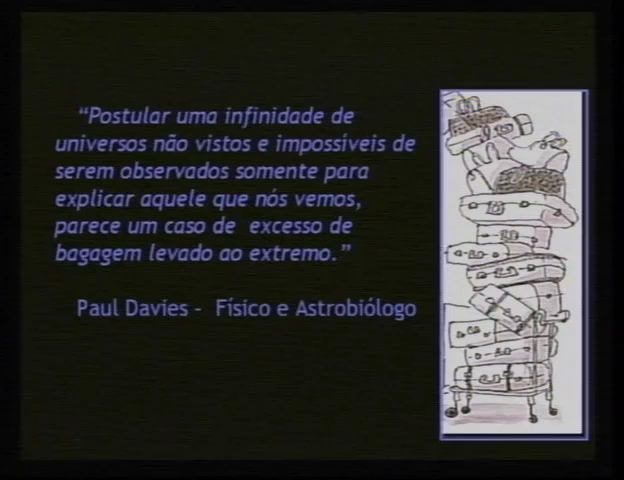 “Postular uma infinidade de
universos não vistos e impossíveis de
serem observados somente para
explicar aquele que nós vemos,
parece um caso de excesso de
bagagem levado ao extremo.”
Paul Davies - Físico e Astrobiólogo